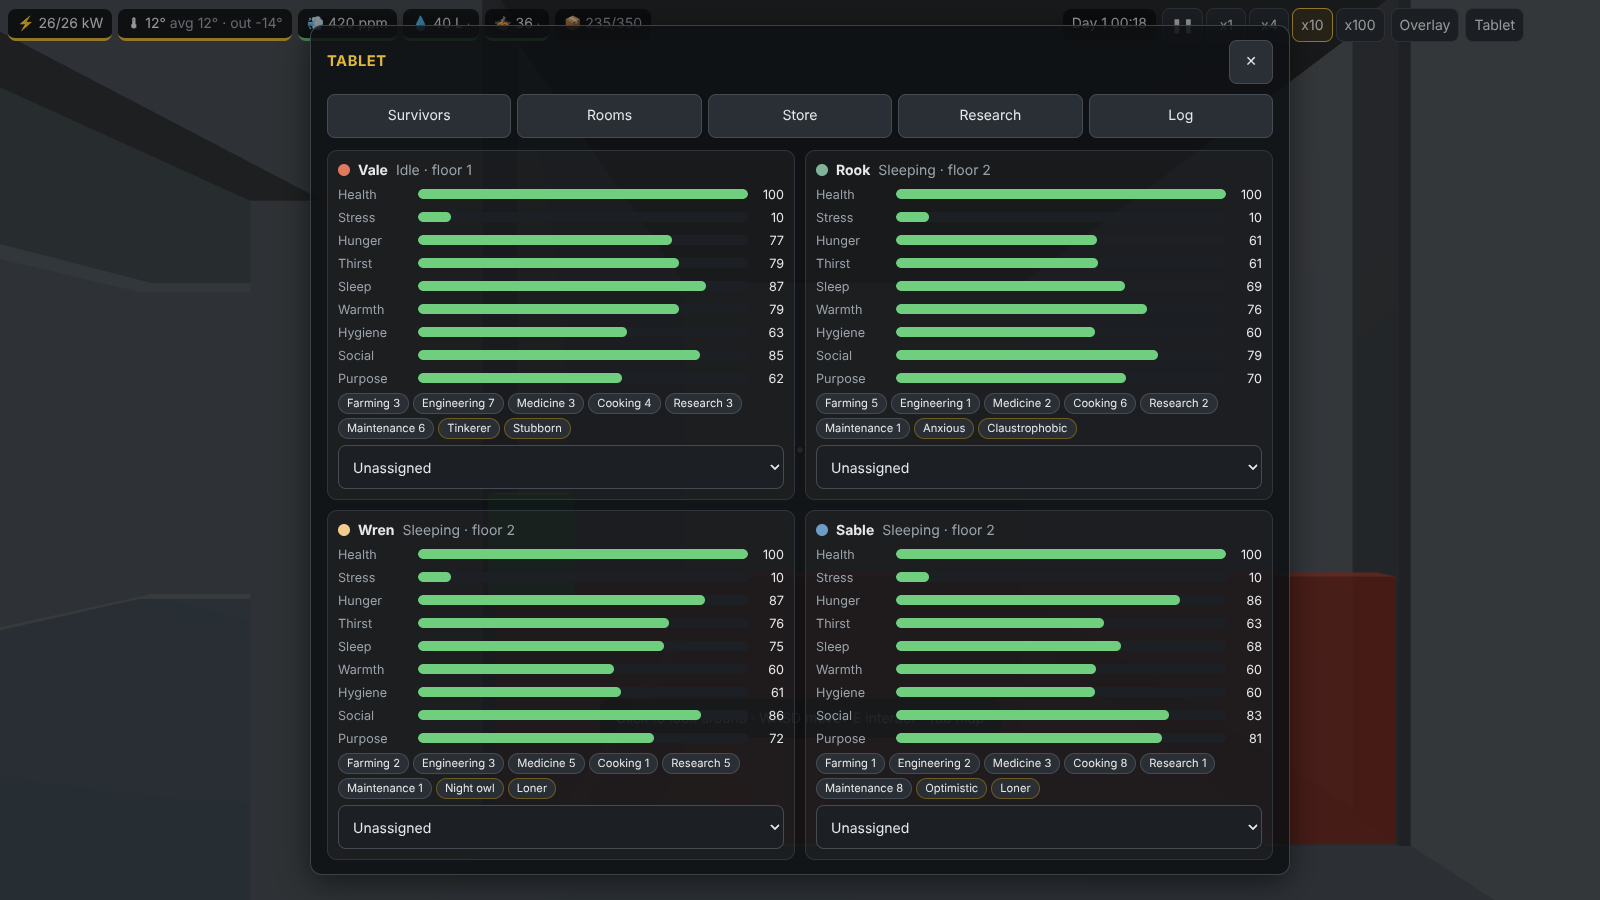 26/26 kW
12° avg 12° · out -14°
420 ppm
40 L ·
36 ·
235/350
Day 1 00:18
x1
x4
x10
x100
Overlay
Tablet
TABLET
Survivors
Rooms
Store
Research
Log
Vale Idle · floor 1
Health 100
Stress 10
Hunger 77
Thirst 79
Sleep 87
Warmth 79
Hygiene 63
Social 85
Purpose 62
Farming 3 Engineering 7 Medicine 3 Cooking 4 Research 3
Maintenance 6 Tinkerer Stubborn
Unassigned
Rook Sleeping · floor 2
Health 100
Stress 10
Hunger 61
Thirst 61
Sleep 69
Warmth 76
Hygiene 60
Social 79
Purpose 70
Farming 5 Engineering 1 Medicine 2 Cooking 6 Research 2
Maintenance 1 Anxious Claustrophobic
Unassigned
Wren Sleeping · floor 2
Health 100
Stress 10
Hunger 87
Thirst 76
Sleep 75
Warmth 60
Hygiene 61
Social 86
Purpose 72
Farming 2 Engineering 3 Medicine 5 Cooking 1 Research 5
Maintenance 1 Night owl Loner
Unassigned
Sable Sleeping · floor 2
Health 100
Stress 10
Hunger 86
Thirst 63
Sleep 68
Warmth 60
Hygiene 60
Social 83
Purpose 81
Farming 1 Engineering 2 Medicine 3 Cooking 8 Research 1
Maintenance 8 Optimistic Loner
Unassigned